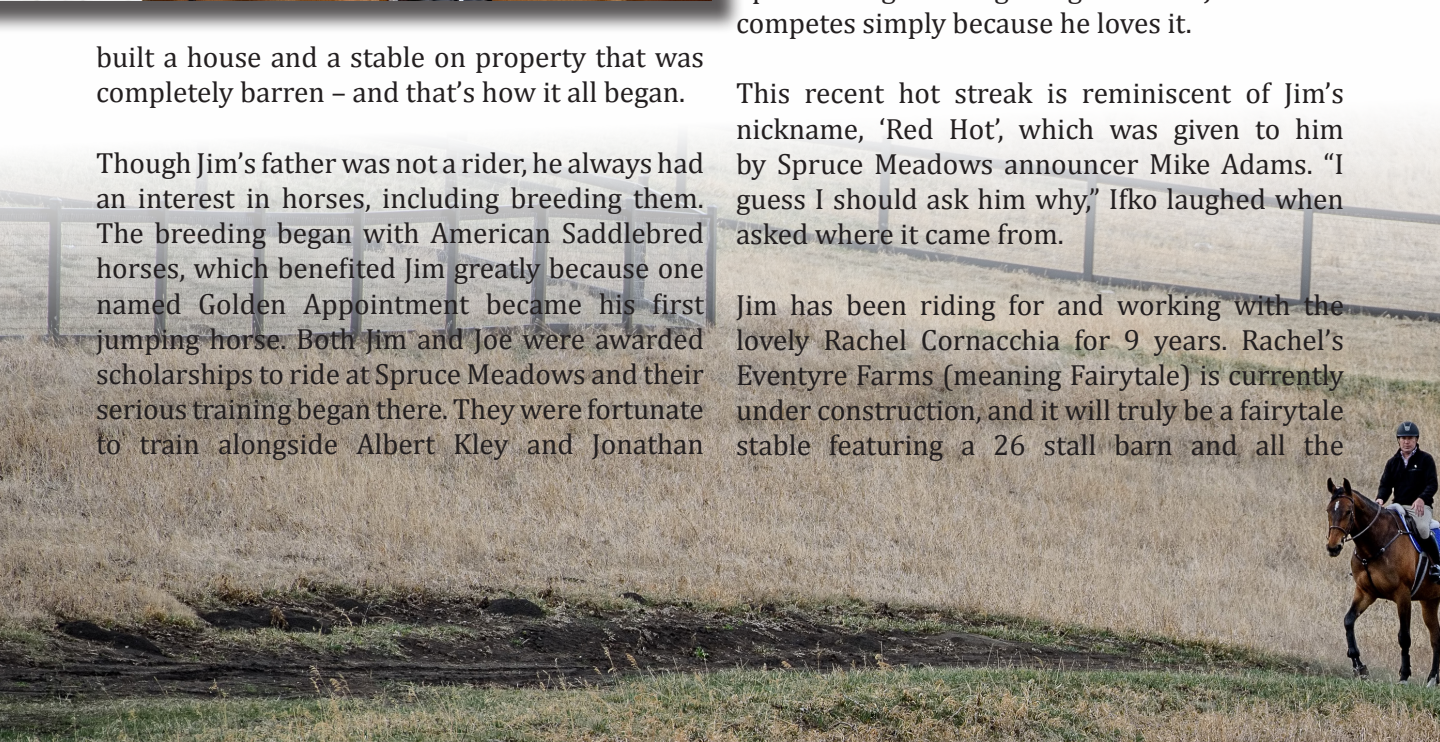 built a house and a stable on property that was
completely barren – and that's how it all began.
Though Jim's father was not a rider, he always had
an interest in horses, including breeding them.
The breeding began with American Saddlebred
horses, which benefited Jim greatly because one
named Golden Appointment became his first
jumping horse. Both Jim and Joe were awarded
scholarships to ride at Spruce Meadows and their
serious training began there. They were fortunate
to train alongside Albert Kley and Jonathan
competes simply because he loves it.
This recent hot streak is reminiscent of Jim's
nickname, ‘Red Hot’, which was given to him
by Spruce Meadows announcer Mike Adams. “I
guess I should ask him why,” Ifko laughed when
asked where it came from.
Jim has been riding for and working with the
lovely Rachel Cornacchia for 9 years. Rachel's
Eventyre Farms (meaning Fairytale) is currently
under construction, and it will truly be a fairytale
stable featuring a 26 stall barn and all the